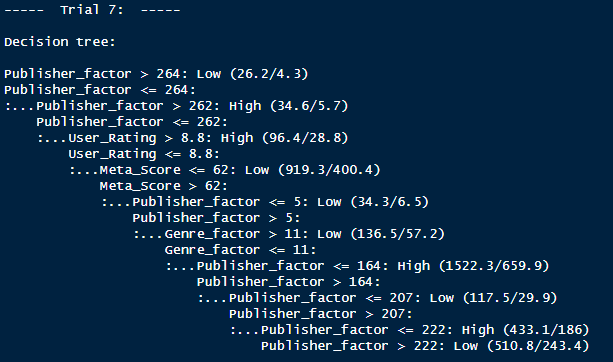 -----  Trial 7:  -----
Decision tree:
Publisher_factor > 264: Low (26.2/4.3)
Publisher_factor <= 264:
:...Publisher_factor > 262: High (34.6/5.7)
Publisher_factor <= 262:
:...User_Rating > 8.8: High (96.4/28.8)
User_Rating <= 8.8:
:...Meta_Score <= 62: Low (919.3/400.4)
Meta_Score > 62:
:...Publisher_factor <= 5: Low (34.3/6.5)
Publisher_factor > 5:
:...Genre_factor > 11: Low (136.5/57.2)
Genre_factor <= 11:
:...Publisher_factor <= 164: High (1522.3/659.9)
Publisher_factor > 164:
:...Publisher_factor <= 207: Low (117.5/29.9)
Publisher_factor > 207:
:...Publisher_factor <= 222: High (433.1/186)
Publisher_factor > 222: Low (510.8/243.4)